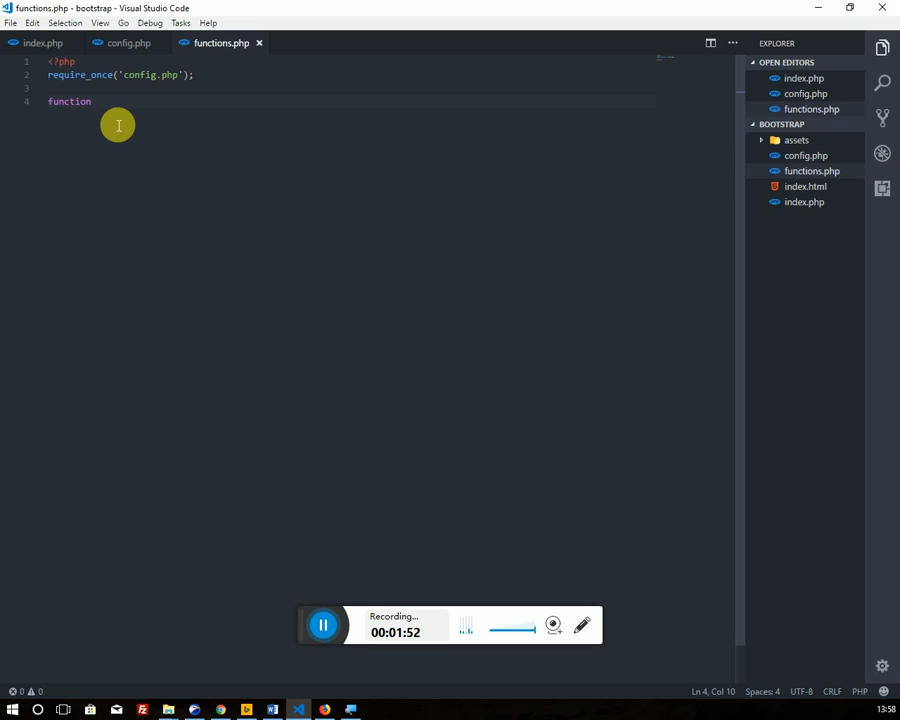 functions.php - bootstrap - Visual Studio Code
File Edit Selection View Go Debug Tasks Help
index.php config.php functions.php
EXPLORER
1 <?php
2 require_once('config.php');
3
4 function
OPEN EDITORS
index.php
config.php
functions.php
BOOTSTRAP
assets
config.php
functions.php
index.html
index.php
Recording...
00:01:52
0 0
Ln 4, Col 10 Spaces: 4 UTF-8 CRLF PHP
13:58